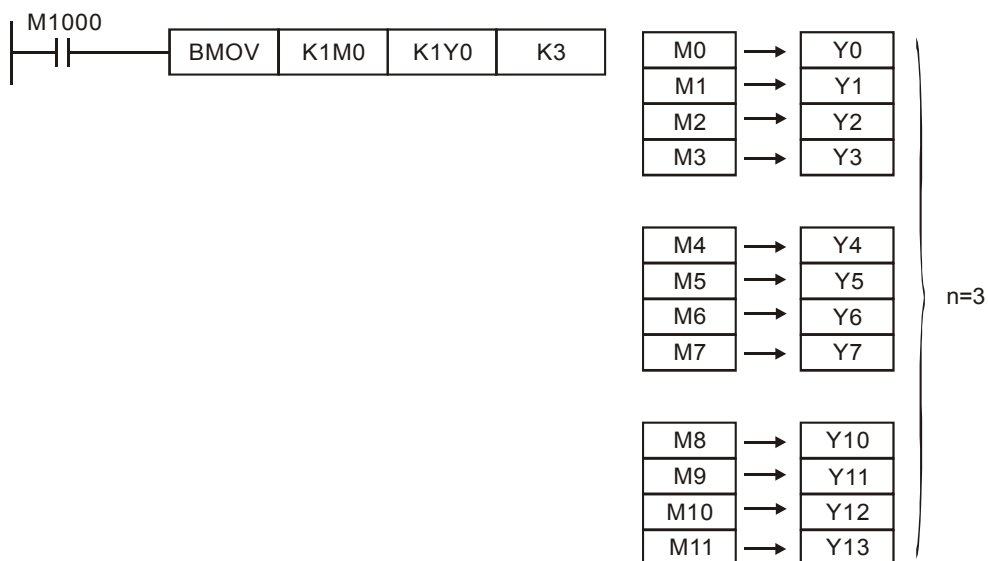 M1000
BMOV K1M0 K1Y0 K3
M0 Y0
M1 Y1
M2 Y2
M3 Y3
M4 Y4
M5 Y5
M6 Y6
M7 Y7
n=3
M8 Y10
M9 Y11
M10 Y12
M11 Y13